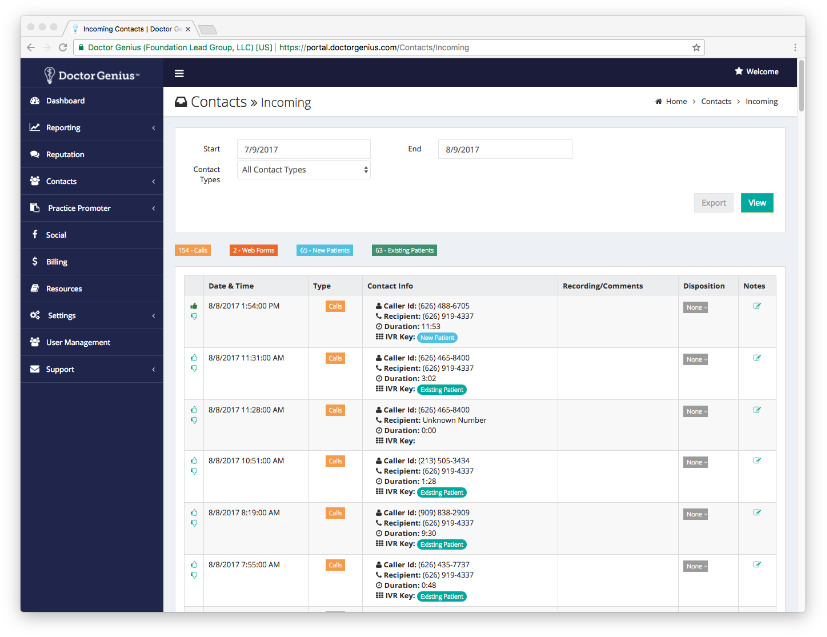 Incoming Contacts | Doctor Ge
Doctor Genius (Foundation Lead Group, LLC) [US] | https://portal.doctorgenius.com/Contacts/Incoming
DoctorGenius™
Welcome
Contacts » Incoming
Home > Contacts > Incoming
Dashboard
Reporting
Reputation
Contacts
Practice Promoter
Social
Billing
Resources
Settings
User Management
Support
Start 7/9/2017 End 8/9/2017
Contact Types All Contact Types
Export View
154 - Calls 2 - Web Forms 65 - New Patients 63 - Existing Patients
Date & Time Type Contact Info Recording/Comments Disposition Notes
8/8/2017 1:54:00 PM Calls Caller Id: (626) 488-6705 None
Recipient: (626) 919-4337
Duration: 11:53
IVR Key: New Patient
8/8/2017 11:31:00 AM Calls Caller Id: (626) 465-8400 None
Recipient: (626) 919-4337
Duration: 3:02
IVR Key: Existing Patient
8/8/2017 11:28:00 AM Calls Caller Id: (626) 465-8400 None
Recipient: Unknown Number
Duration: 0:00
IVR Key:
8/8/2017 10:51:00 AM Calls Caller Id: (213) 505-3434 None
Recipient: (626) 919-4337
Duration: 1:28
IVR Key: Existing Patient
8/8/2017 8:19:00 AM Calls Caller Id: (909) 838-2909 None
Recipient: (626) 919-4337
Duration: 9:30
IVR Key: Existing Patient
8/8/2017 7:55:00 AM Calls Caller Id: (626) 435-7737 None
Recipient: (626) 919-4337
Duration: 0:48
IVR Key: Existing Patient